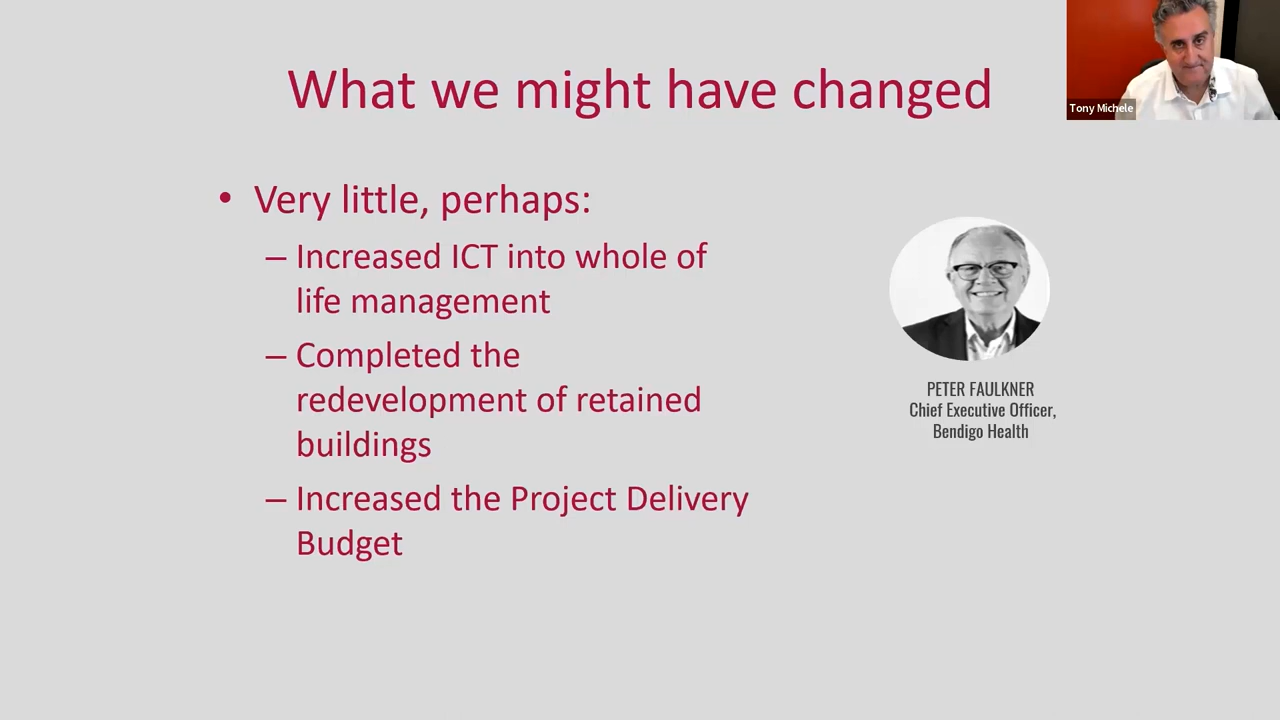 What we might have changed
Tony Michele
• Very little, perhaps:
– Increased ICT into whole of
life management
– Completed the
redevelopment of retained
buildings
– Increased the Project Delivery
Budget
PETER FAULKNER
Chief Executive Officer,
Bendigo Health